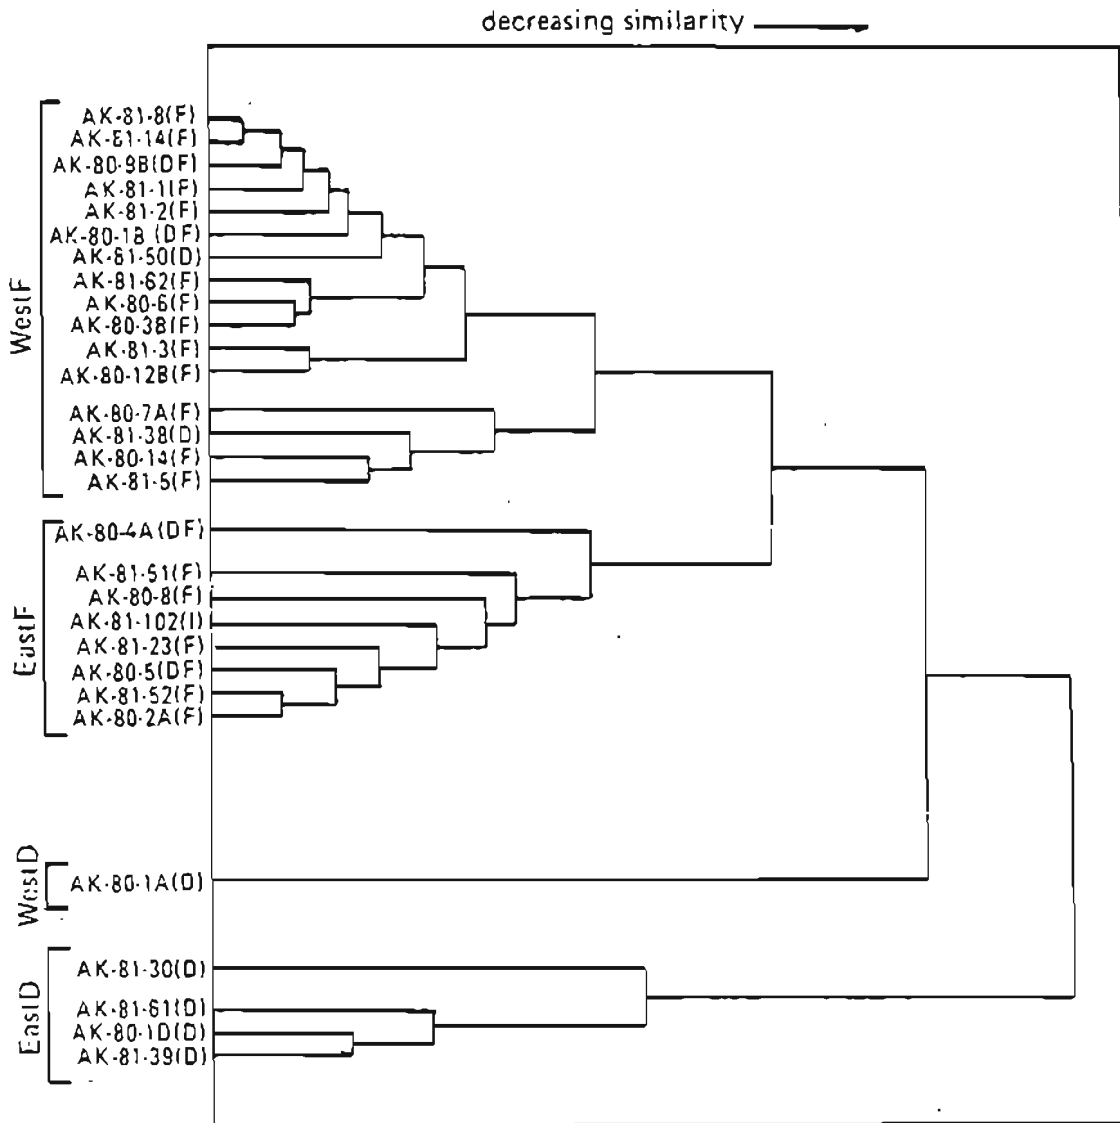 decreasing similarity
WestF
AK-81-8(F)
AK-81-14(F)
AK-80-9B(DF)
AK-81-1(F)
AK-81-2(F)
AK-80-1B (DF)
AK-81-50(D)
AK-81-62(F)
AK-80-6(F)
AK-80-3B(F)
AK-81-3(F)
AK-80-12B(F)
AK-80-7A(F)
AK-81-38(D)
AK-80-14(F)
AK-81-5(F)
EastF
AK-80-4A(DF)
AK-81-51(F)
AK-80-8(F)
AK-81-102(I)
AK-81-23(F)
AK-80-5(DF)
AK-81-52(F)
AK-80-2A(F)
WestD
AK-80-1A(D)
EastD
AK-81-30(D)
AK-81-61(D)
AK-80-1D(D)
AK-81-39(D)